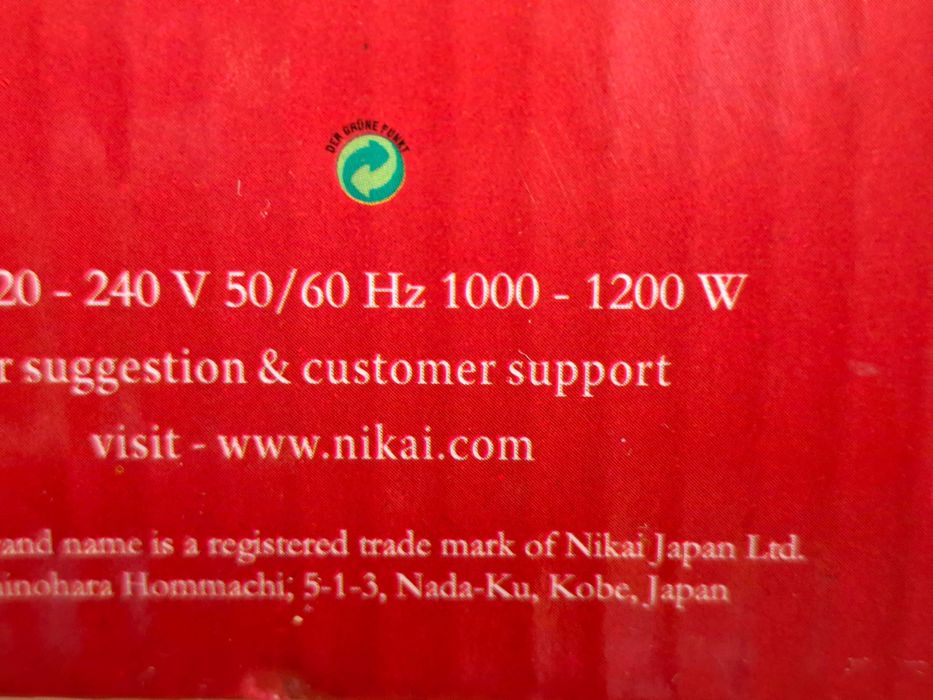 DER GRÜNE PUNKT
20 - 240 V 50/60 Hz 1000 - 1200 W
r suggestion & customer support
visit - www.nikai.com
and name is a registered trade mark of Nikai Japan Ltd.
hinohara Hommachi; 5-1-3, Nada-Ku, Kobe, Japan